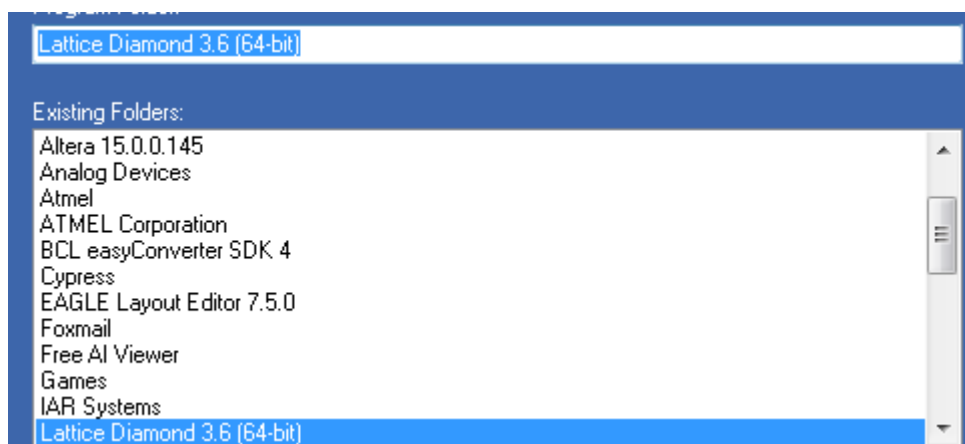 Program Folder:
Lattice Diamond 3.6 (64-bit)
Existing Folders:
Altera 15.0.0.145
Analog Devices
Atmel
ATMEL Corporation
BCL easyConverter SDK 4
Cypress
EAGLE Layout Editor 7.5.0
Foxmail
Free AI Viewer
Games
IAR Systems
Lattice Diamond 3.6 (64-bit)